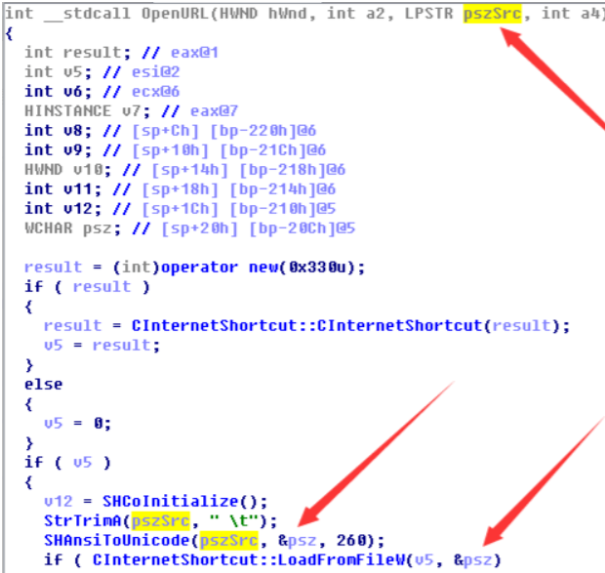 int __stdcall OpenURL(HWND hWnd, int a2, LPSTR pszSrc, int a4)
{
int result; // eax@1
int v5; // esi@2
int v6; // ecx@6
HINSTANCE v7; // eax@7
int v8; // [sp+Ch] [bp-220h]@6
int v9; // [sp+10h] [bp-21Ch]@6
HWND v10; // [sp+14h] [bp-218h]@6
int v11; // [sp+18h] [bp-214h]@6
int v12; // [sp+1Ch] [bp-210h]@5
WCHAR psz; // [sp+20h] [bp-20Ch]@5
result = (int)operator new(0x330u);
if ( result )
{
result = CInternetShortcut::CInternetShortcut(result);
v5 = result;
}
else
{
v5 = 0;
}
if ( v5 )
{
v12 = SHCoInitialize();
StrTrimA(pszSrc, " \t");
SHAnsiToUnicode(pszSrc, &psz, 260);
if ( CInternetShortcut::LoadFromFileW(v5, &psz)